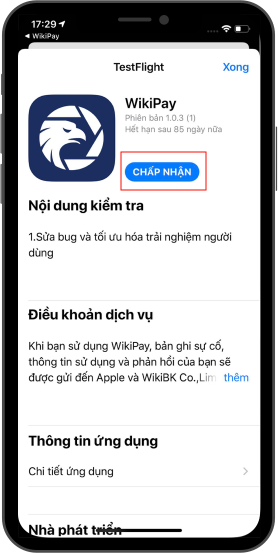 17:29
WikiPay
TestFlight
Xong
WikiPay
Phiên bản 1.0.3 (1)
Hết hạn sau 85 ngày nữa
CHẤP NHẬN
Nội dung kiểm tra
1.Sửa bug và tối ưu hóa trải nghiệm người
dùng
Điều khoản dịch vụ
Khi bạn sử dụng WikiPay, bản ghi sự cố,
thông tin sử dụng và phản hồi của bạn sẽ
được gửi đến Apple và WikiBK Co.,Lim thêm
Thông tin ứng dụng
Chi tiết ứng dụng
Nhà phát triển